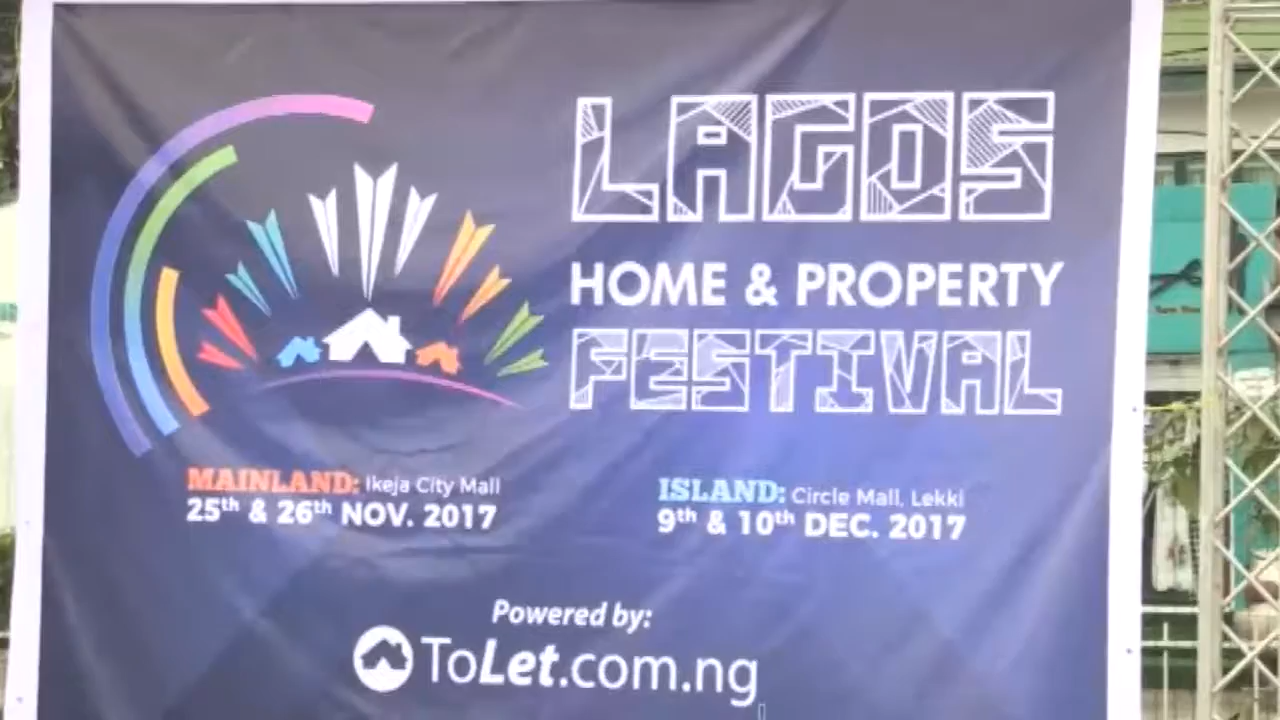 LAGOS
HOME & PROPERTY
FESTIVAL
MAINLAND: Ikeja City Mall
25th & 26th NOV. 2017
ISLAND: Circle Mall, Lekki
9th & 10th DEC. 2017
Powered by:
ToLet.com.ng